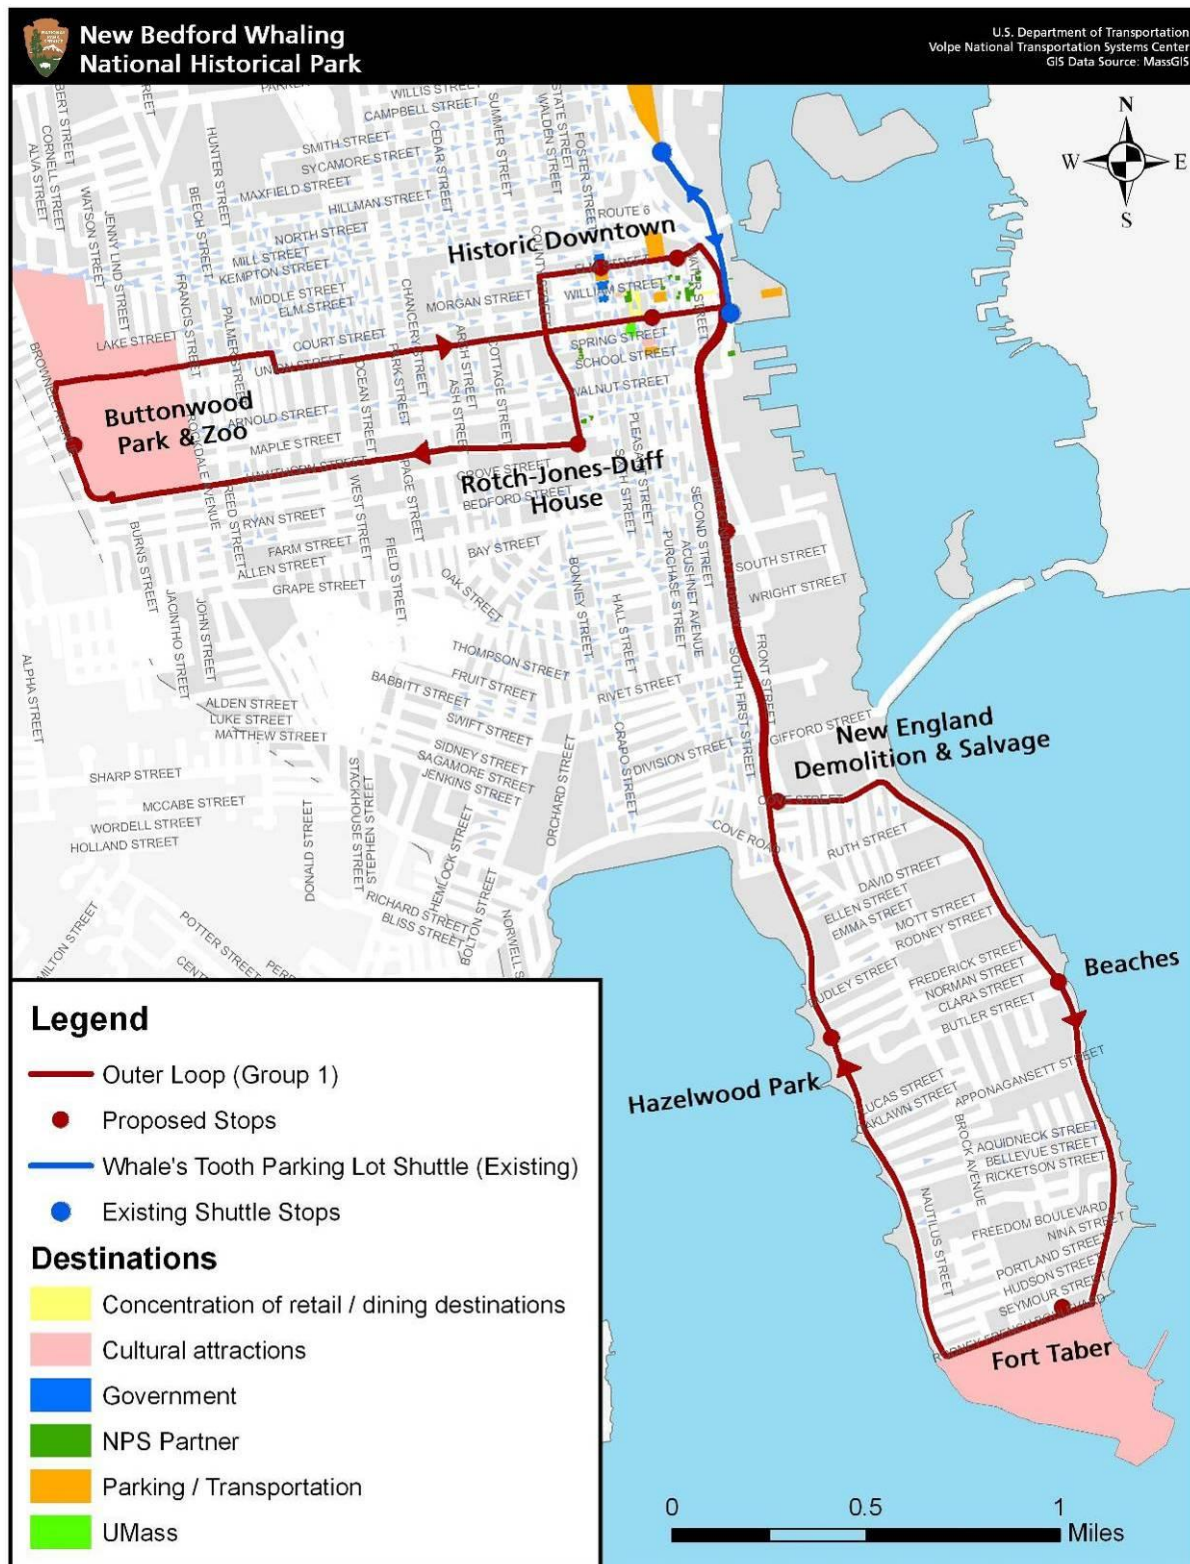 New Bedford Whaling
National Historical Park
U.S. Department of Transportation
Volpe National Transportation Systems Center
GIS Data Source: MassGIS
N
W
E
S
WILLIS STREET
CAMPBELL STREET
SMITH STREET
SYCAMORE STREET
MAXFIELD STREET
HILLMAN STREET
NORTH STREET
MILL STREET
KEMPTON STREET
MIDDLE STREET
ELM STREET
COURT STREET
LAKE STREET
ALVA STREET
CORNELL STREET
WATSON STREET
JENNY LIND STREET
HUNTER STREET
BEECH STREET
FRANCIS STREET
CEDAR STREET
SUMMER STREET
STATE STREET
WALDEN STREET
FOSTER STREET
ROUTE 6
Historic Downtown
WILLIAM STREET
MORGAN STREET
CHANCERY STREET
ARCH STREET
COTTAGE STREET
ASH STREET
PARK STREET
OCEAN STREET
SPRING STREET
SCHOOL STREET
WALNUT STREET
Buttonwood
Park & Zoo
ARNOLD STREET
MAPLE STREET
PAGE STREET
GROVE STREET
BEDFORD STREET
Rotch-Jones-Duff
House
WEST STREET
REED STREET
RYAN STREET
FARM STREET
ALLEN STREET
GRAPE STREET
FIELD STREET
BAY STREET
OAK STREET
BONNEY STREET
HALL STREET
PURCHASE STREET
ACUSHNET AVENUE
SECOND STREET
SOUTH STREET
WRIGHT STREET
BURNS STREET
JACINTHO STREET
JOHN STREET
ALPHA STREET
THOMPSON STREET
FRUIT STREET
BABBITT STREET
SWIFT STREET
SIDNEY STREET
SAGAMORE STREET
JENKINS STREET
RIVET STREET
CRAPO STREET
DIVISION STREET
SOUTH FIRST STREET
FRONT STREET
GIFFORD STREET
New England
Demolition & Salvage
ALDEN STREET
LUKE STREET
MATTHEW STREET
SHARP STREET
MCCABE STREET
WORDELL STREET
HOLLAND STREET
STACKHOUSE STREET
STEPHEN STREET
DONALD STREET
HEMLOCK STREET
BOLTON STREET
ORCHARD STREET
COVE STREET
COVE ROAD
RICHARD STREET
BLISS STREET
POTTER STREET
RUTH STREET
DAVID STREET
ELLEN STREET
EMMA STREET
MOTT STREET
RODNEY STREET
FREDERICK STREET
NORMAN STREET
CLARA STREET
BUTLER STREET
DUDLEY STREET
Beaches
Hazelwood Park
LUCAS STREET
OAKLAWN STREET
APPONAGANSETT STREET
BROCK AVENUE
AQUIDNECK STREET
BELLEVUE STREET
RICKETSON STREET
NAUTILUS STREET
FREEDOM BOULEVARD
NINA STREET
PORTLAND STREET
HUDSON STREET
SEYMOUR STREET
RODNEY FRENCH BOULEVARD
Fort Taber
Legend
Outer Loop (Group 1)
Proposed Stops
Whale's Tooth Parking Lot Shuttle (Existing)
Existing Shuttle Stops
Destinations
Concentration of retail / dining destinations
Cultural attractions
Government
NPS Partner
Parking / Transportation
UMass
0
0.5
1
Miles